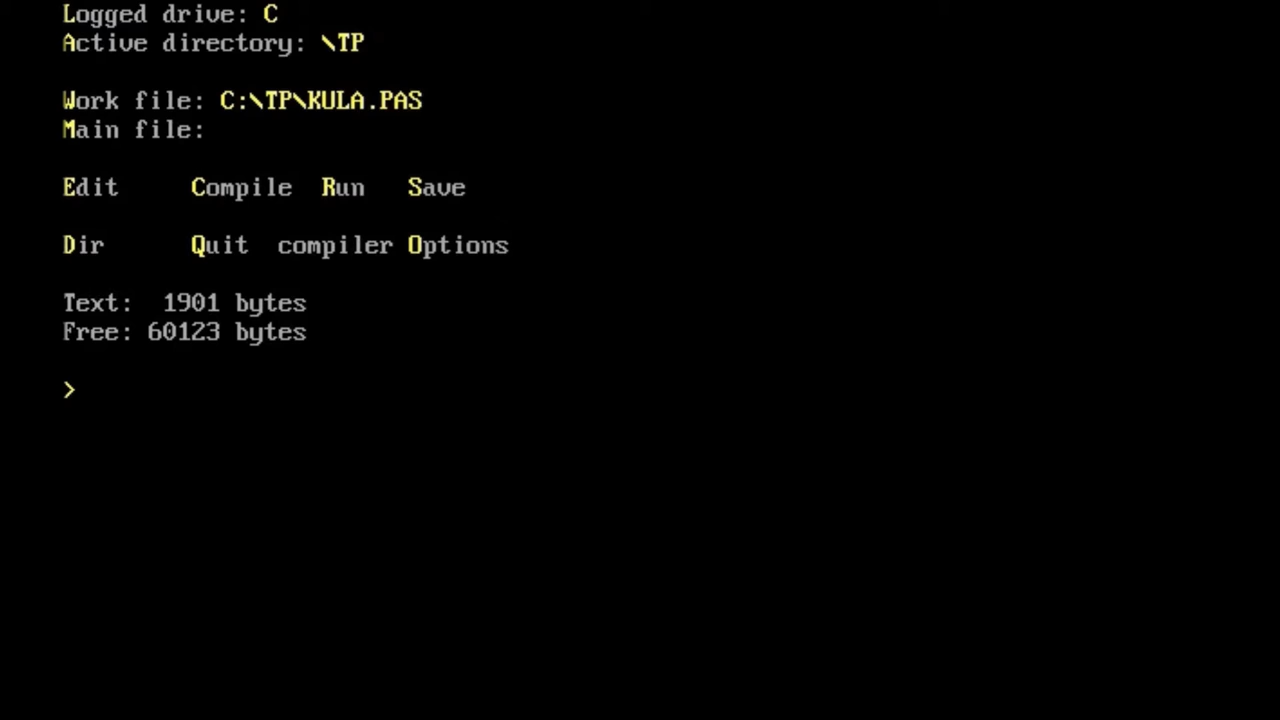 Logged drive: C
Active directory: \TP
Work file: C:\TP\KULA.PAS
Main file:
Edit     Compile  Run   Save
Dir      Quit  compiler Options
Text:  1901 bytes
Free: 60123 bytes
>